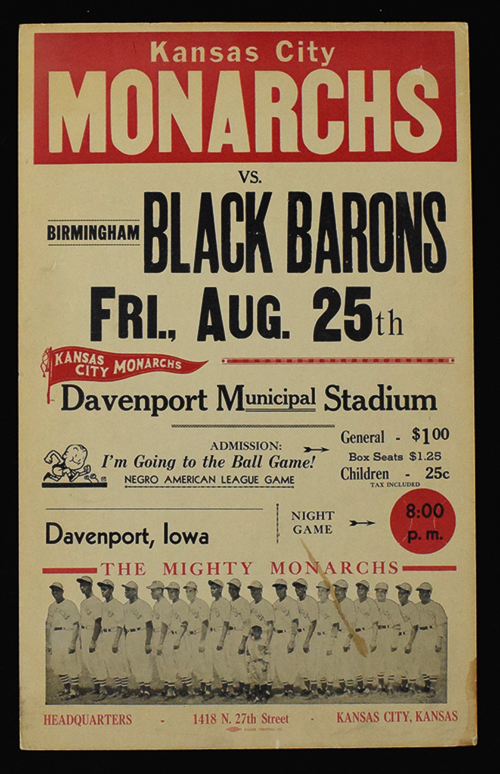 Kansas City
MONARCHS
VS.
BIRMINGHAM BLACK BARONS
FRI., AUG. 25th
KANSAS CITY MONARCHS
Davenport Municipal Stadium
ADMISSION:
I'm Going to the Ball Game!
NEGRO AMERICAN LEAGUE GAME
General - $1.00
Box Seats $1.25
Children - 25c
TAX INCLUDED
Davenport, Iowa
NIGHT GAME
8:00 p. m.
THE MIGHTY MONARCHS
HEADQUARTERS - 1418 N. 27th Street - KANSAS CITY, KANSAS